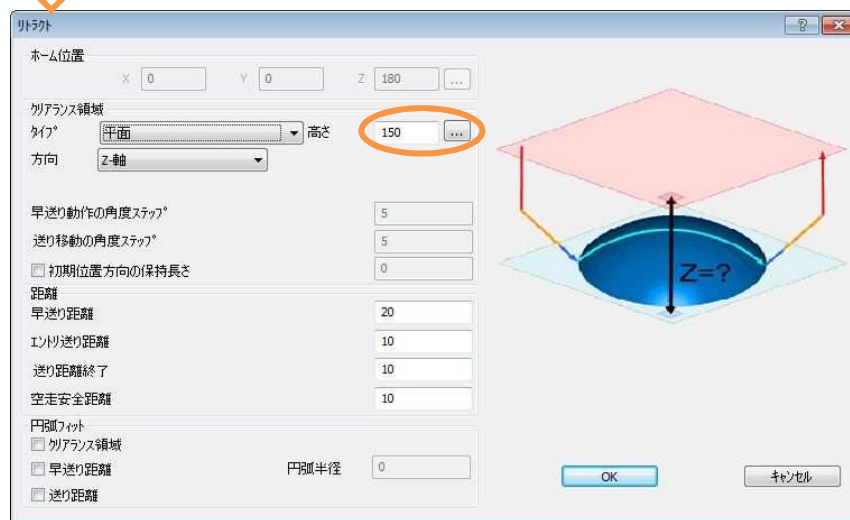 リトラクト
ホーム位置
X 0 Y 0 Z 180 ...
クリアランス領域
タイプ 平面 高さ 150 ...
方向 Z-軸
早送り動作の角度ステップ 5
送り移動の角度ステップ 5
初期位置方向の保持長さ 0
距離
早送り距離 20
エントリ送り距離 10
送り距離終了 10
空走安全距離 10
円弧フィット
クリアランス領域
早送り距離 円弧半径 0
送り距離
Z=?
OK キャンセル